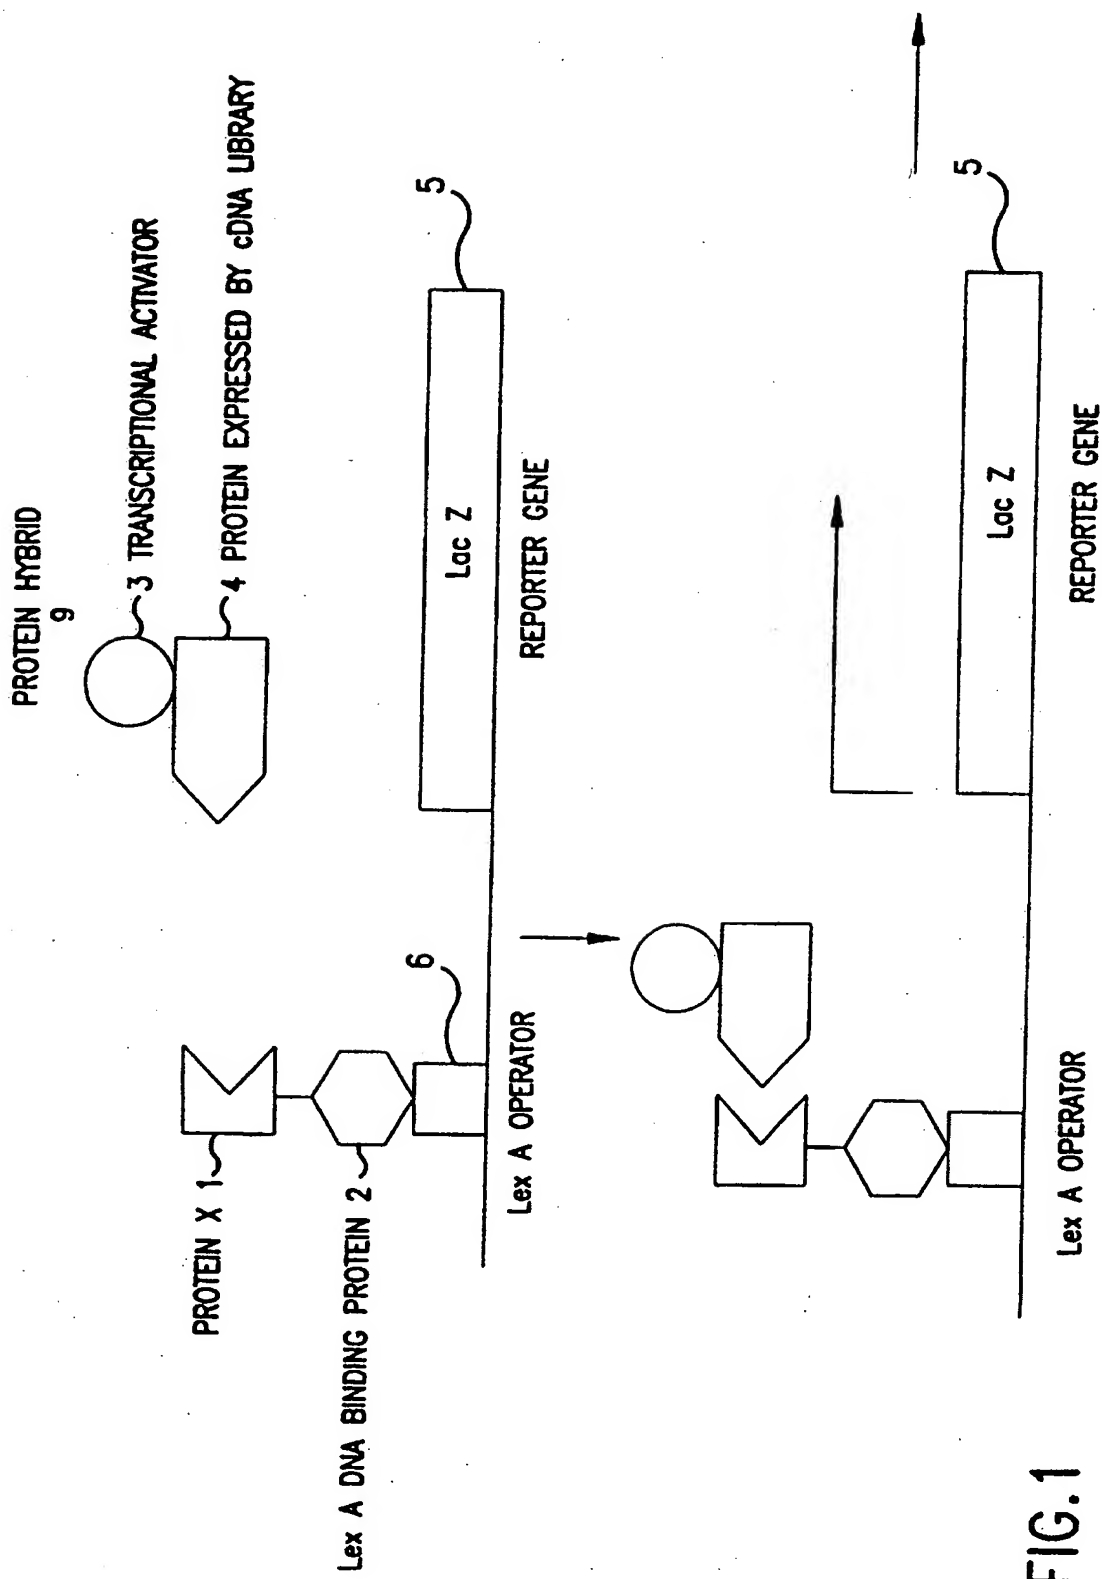 PROTEIN HYBRID
9
3 TRANSCRIPTIONAL ACTIVATOR
4 PROTEIN EXPRESSED BY cDNA LIBRARY
PROTEIN X 1
Lex A DNA BINDING PROTEIN 2
6
5
Lac Z
Lex A OPERATOR
REPORTER GENE
5
Lac Z
Lex A OPERATOR
REPORTER GENE
FIG.1